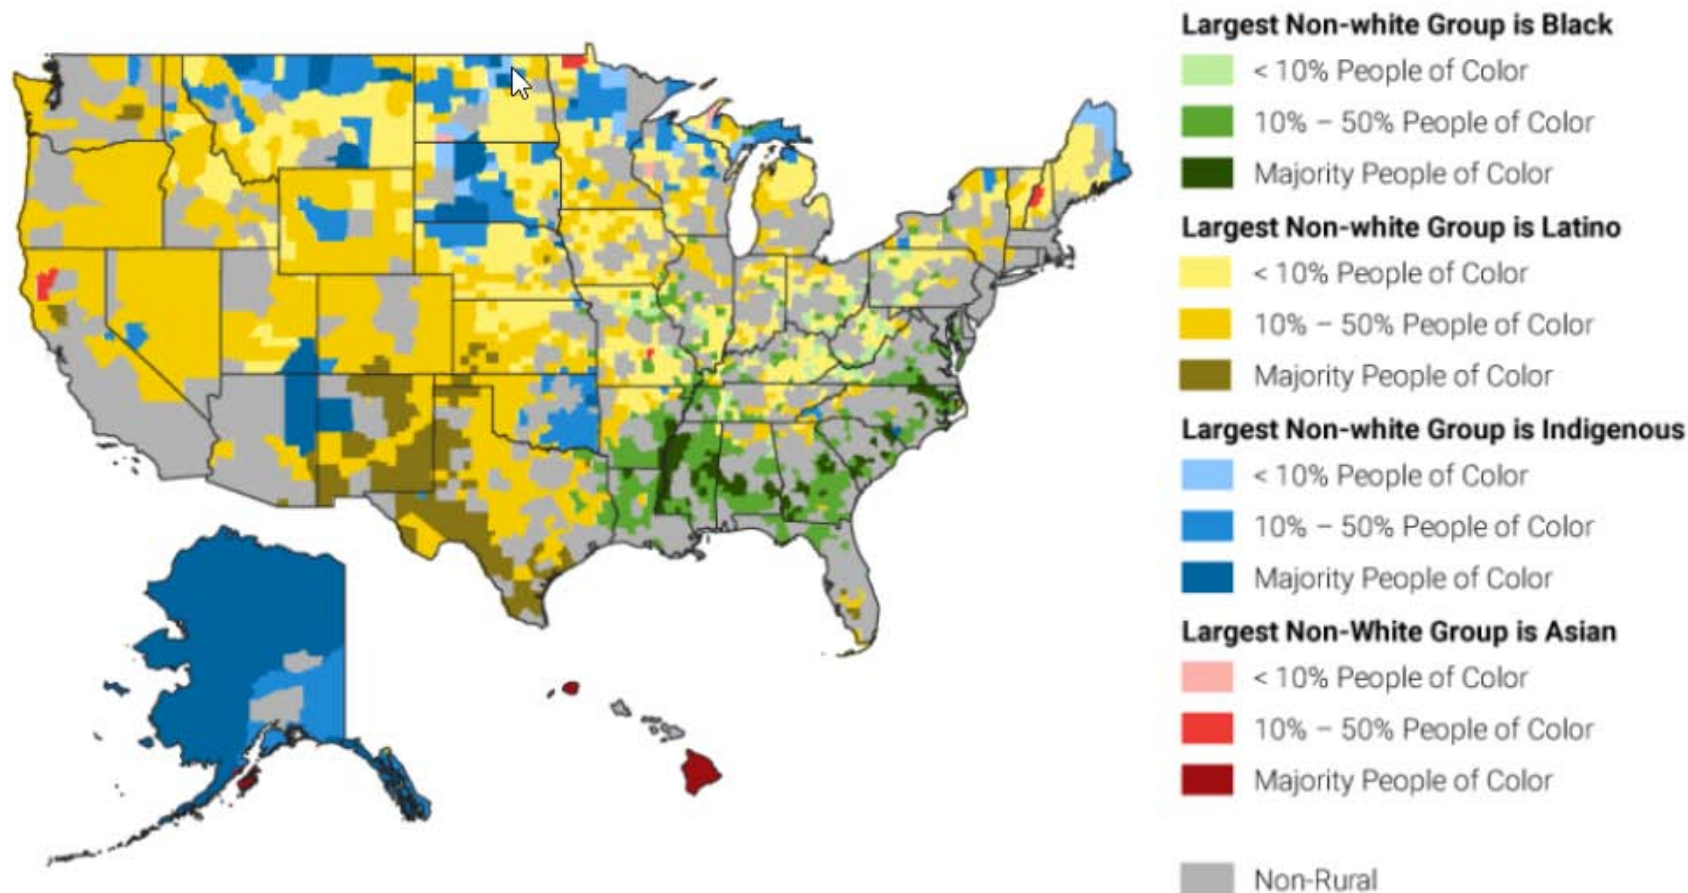 Largest Non-white Group is Black
< 10% People of Color
10% – 50% People of Color
Majority People of Color
Largest Non-white Group is Latino
< 10% People of Color
10% – 50% People of Color
Majority People of Color
Largest Non-white Group is Indigenous
< 10% People of Color
10% – 50% People of Color
Majority People of Color
Largest Non-White Group is Asian
< 10% People of Color
10% – 50% People of Color
Majority People of Color
Non-Rural